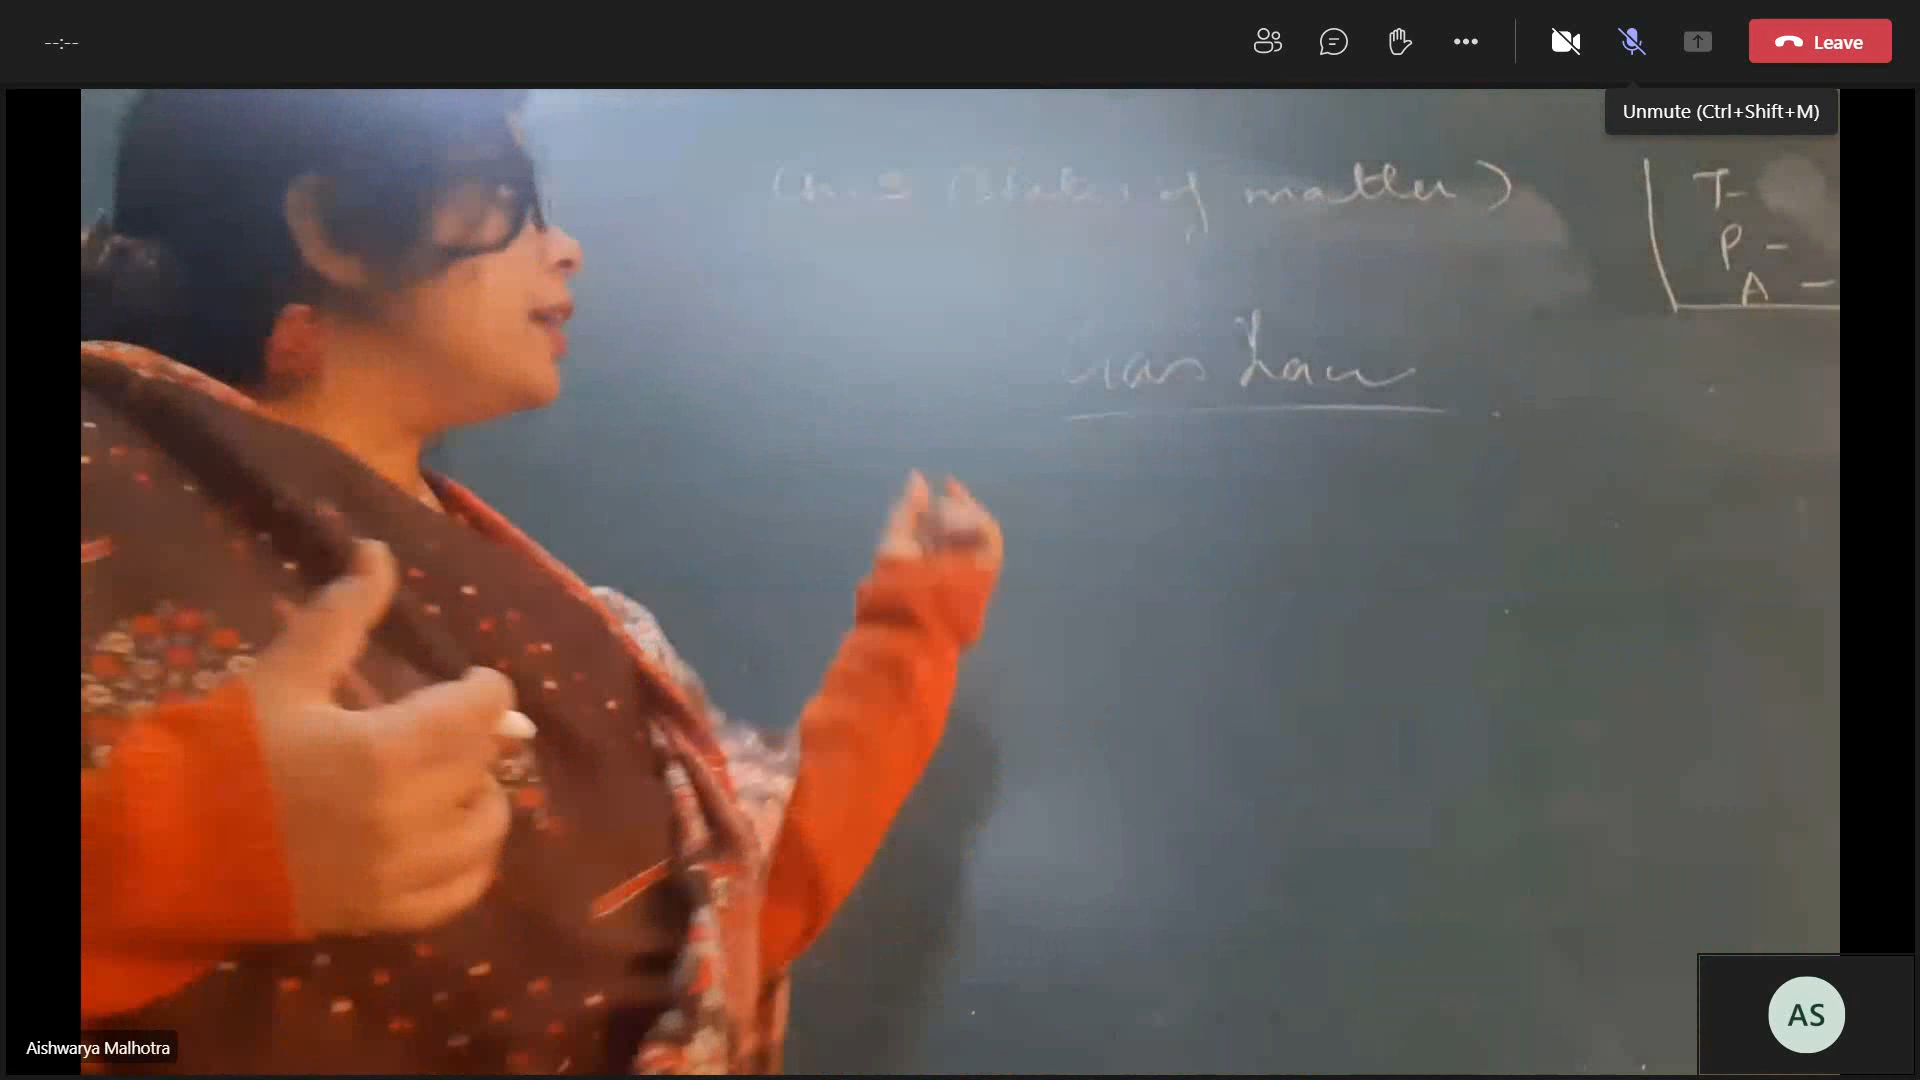 --:--
Leave
Unmute (Ctrl+Shift+M)
Ch.5 (States of matter)
T-
P -
A -
Gas Law
AS
Aishwarya Malhotra